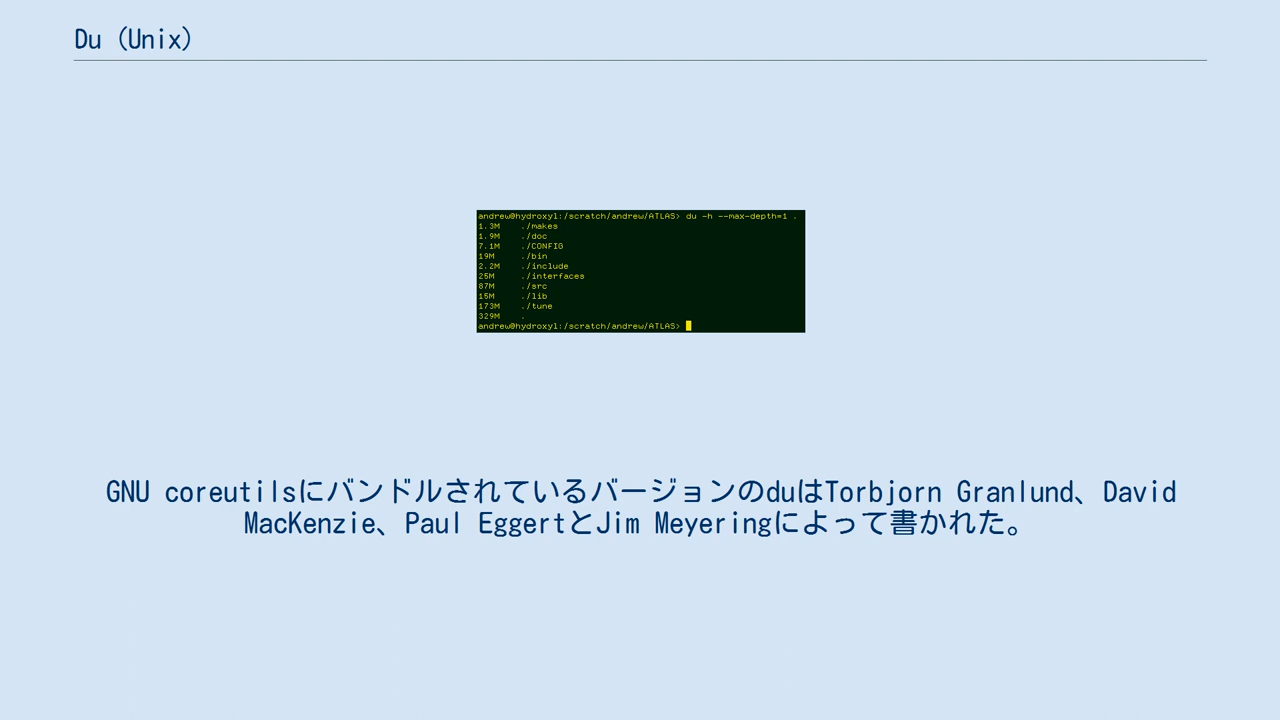 Du (Unix)
andrew@hydroxyl:/scratch/andrew/ATLAS> du -h --max-depth=1 .
1.3M ./makes
1.9M ./doc
7.1M ./CONFIG
19M ./bin
2.2M ./include
25M ./interfaces
87M ./src
15M ./lib
173M ./tune
329M .
andrew@hydroxyl:/scratch/andrew/ATLAS>
GNU coreutilsにバンドルされているバージョンのduはTorbjorn Granlund、David
MacKenzie、Paul EggertとJim Meyeringによって書かれた。